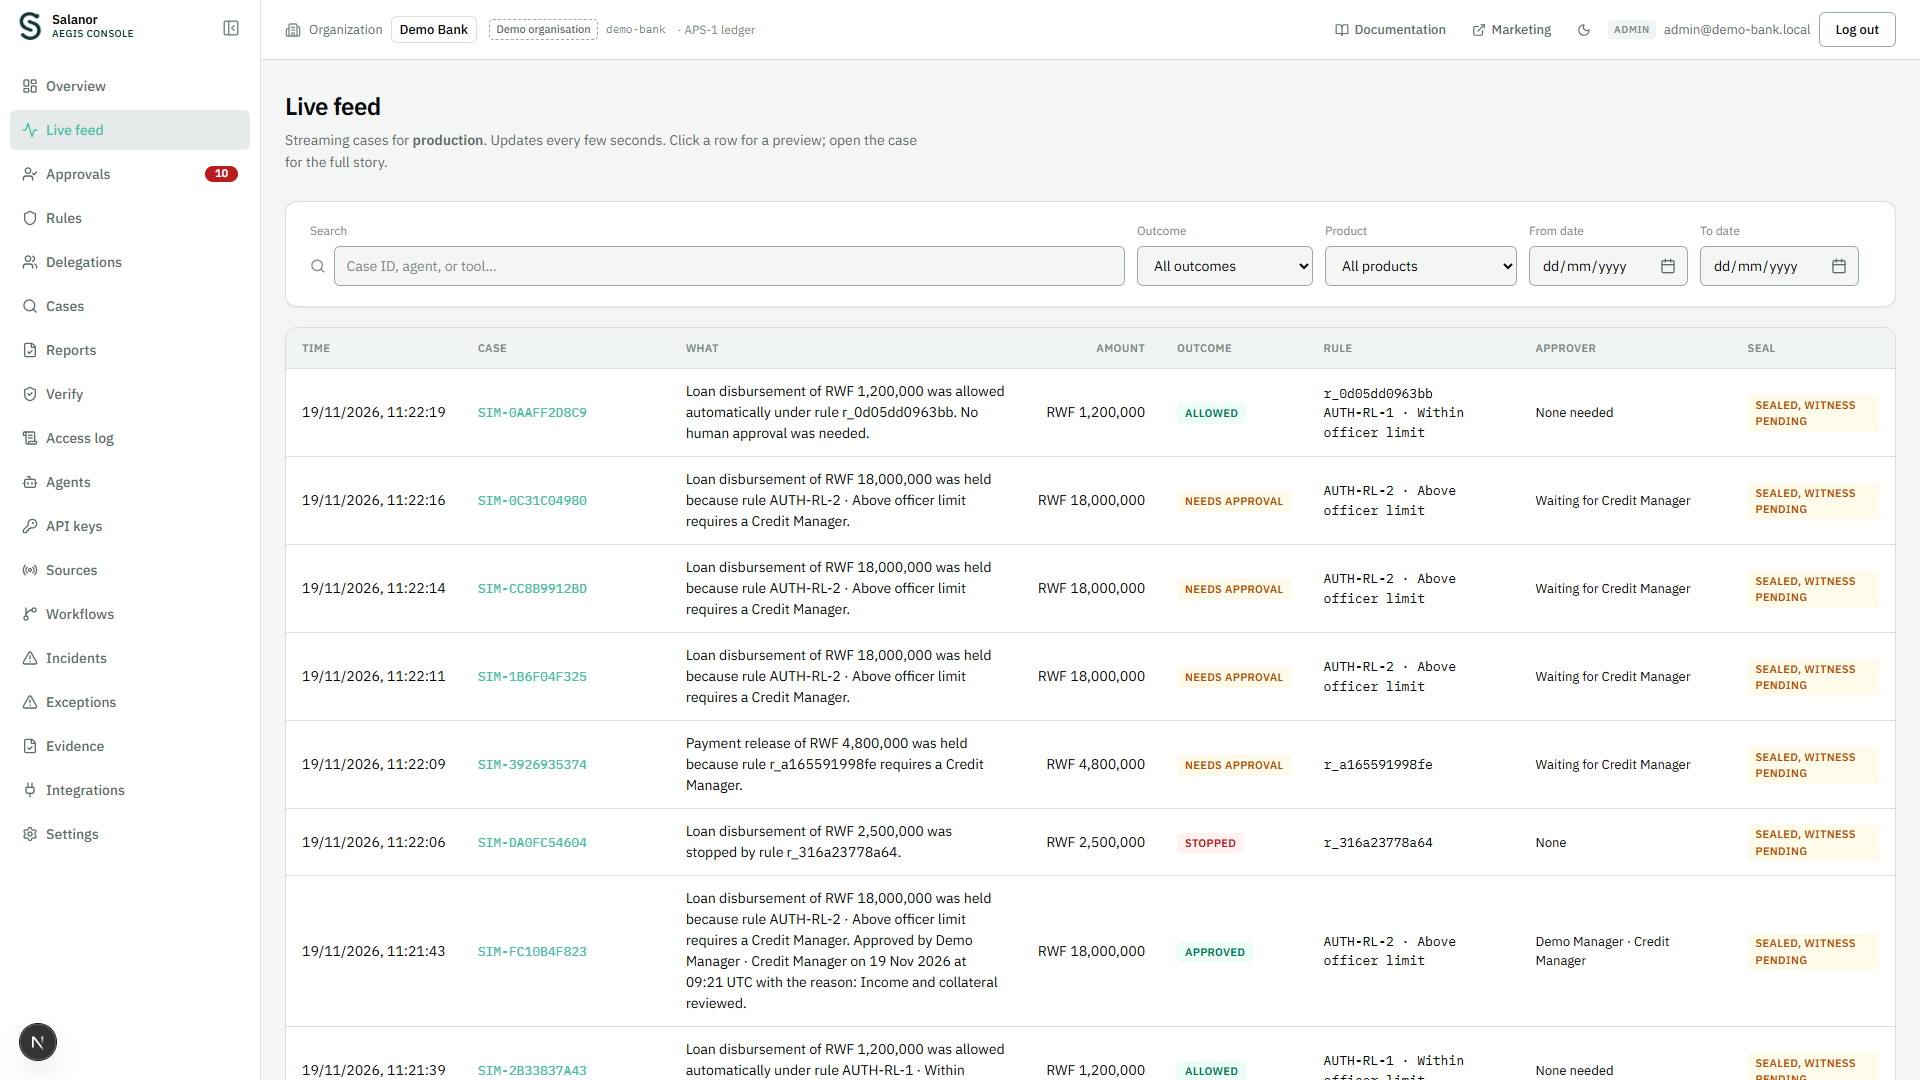 Salanor
AEGIS CONSOLE
Organization
Demo Bank
Demo organisation
demo-bank
· APS-1 ledger
Documentation
Marketing
ADMIN
admin@demo-bank.local
Log out
Overview
Live feed
Approvals
10
Rules
Delegations
Cases
Reports
Verify
Access log
Agents
API keys
Sources
Workflows
Incidents
Exceptions
Evidence
Integrations
Settings
N
Live feed
Streaming cases for production. Updates every few seconds. Click a row for a preview; open the case
for the full story.
Search
Case ID, agent, or tool...
Outcome
All outcomes
Product
All products
From date
dd/mm/yyyy
To date
dd/mm/yyyy
TIME
CASE
WHAT
AMOUNT
OUTCOME
RULE
APPROVER
SEAL
19/11/2026, 11:22:19
SIM-0AAFF2D8C9
Loan disbursement of RWF 1,200,000 was allowed
automatically under rule r_0d05dd0963bb. No
human approval was needed.
RWF 1,200,000
ALLOWED
r_0d05dd0963bb
AUTH-RL-1 · Within
officer limit
None needed
SEALED, WITNESS
PENDING
19/11/2026, 11:22:16
SIM-0C31C04980
Loan disbursement of RWF 18,000,000 was held
because rule AUTH-RL-2 · Above officer limit
requires a Credit Manager.
RWF 18,000,000
NEEDS APPROVAL
AUTH-RL-2 · Above
officer limit
Waiting for Credit Manager
SEALED, WITNESS
PENDING
19/11/2026, 11:22:14
SIM-CC8B9912BD
Loan disbursement of RWF 18,000,000 was held
because rule AUTH-RL-2 · Above officer limit
requires a Credit Manager.
RWF 18,000,000
NEEDS APPROVAL
AUTH-RL-2 · Above
officer limit
Waiting for Credit Manager
SEALED, WITNESS
PENDING
19/11/2026, 11:22:11
SIM-1B6F04F325
Loan disbursement of RWF 18,000,000 was held
because rule AUTH-RL-2 · Above officer limit
requires a Credit Manager.
RWF 18,000,000
NEEDS APPROVAL
AUTH-RL-2 · Above
officer limit
Waiting for Credit Manager
SEALED, WITNESS
PENDING
19/11/2026, 11:22:09
SIM-3926935374
Payment release of RWF 4,800,000 was held
because rule r_a165591998fe requires a Credit
Manager.
RWF 4,800,000
NEEDS APPROVAL
r_a165591998fe
Waiting for Credit Manager
SEALED, WITNESS
PENDING
19/11/2026, 11:22:06
SIM-DA0FC54604
Loan disbursement of RWF 2,500,000 was
stopped by rule r_316a23778a64.
RWF 2,500,000
STOPPED
r_316a23778a64
None
SEALED, WITNESS
PENDING
19/11/2026, 11:21:43
SIM-FC10B4F823
Loan disbursement of RWF 18,000,000 was held
because rule AUTH-RL-2 · Above officer limit
requires a Credit Manager. Approved by Demo
Manager · Credit Manager on 19 Nov 2026 at
09:21 UTC with the reason: Income and collateral
reviewed.
RWF 18,000,000
APPROVED
AUTH-RL-2 · Above
officer limit
Demo Manager · Credit
Manager
SEALED, WITNESS
PENDING
19/11/2026, 11:21:39
SIM-2B33837A43
Loan disbursement of RWF 1,200,000 was allowed
automatically under rule AUTH-RL-1 · Within
RWF 1,200,000
ALLOWED
AUTH-RL-1 · Within
officer limit
None needed
SEALED, WITNESS
PENDING